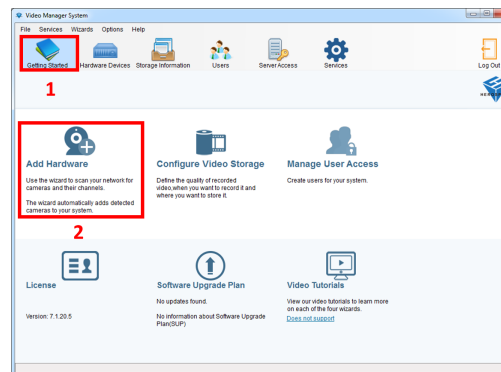 Video Manager System
File Services Wizards Options Help
Getting Started Hardware Devices Storage Information Users Server Access Services Log Out
1
Add Hardware Configure Video Storage Manage User Access
Use the wizard to scan your network for cameras and their channels.
The wizard automatically adds detected cameras to your system.
Define the quality of recorded video,when you want to record it and where you want to store it.
Create users for your system.
2
License Software Upgrade Plan Video Tutorials
Version: 7.1.20.5
No updates found.
No information about Software Upgrade Plan(SUP)
View our video tutorials to learn more on each of the four wizards.
Does not support